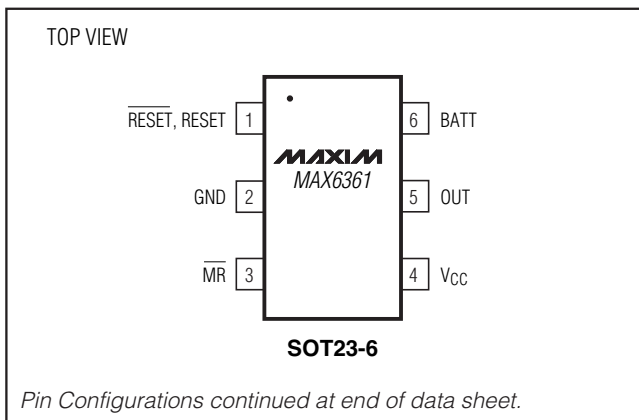 TOP VIEW
RESET, RESET 1
6 BATT
MAXIM
MAX6361
GND 2
5 OUT
MR 3
4 VCC
SOT23-6
Pin Configurations continued at end of data sheet.